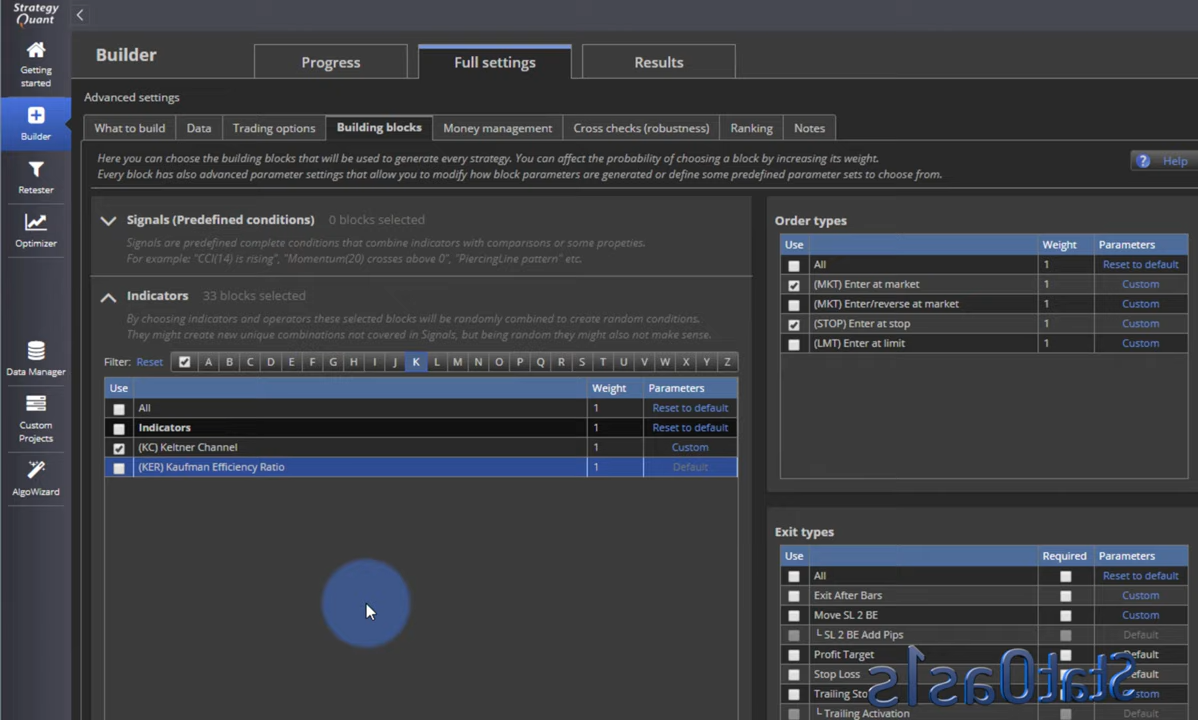 Strategy
Quant
Getting
started
Builder
Retester
Optimizer
Data Manager
Custom
Projects
AlgoWizard
Builder
Progress
Full settings
Results
Advanced settings
What to build
Data
Trading options
Building blocks
Money management
Cross checks (robustness)
Ranking
Notes
Here you can choose the building blocks that will be used to generate every strategy. You can affect the probability of choosing a block by increasing its weight.
Every block has also advanced parameter settings that allow you to modify how block parameters are generated or define some predefined parameter sets to choose from.
? Help
Signals (Predefined conditions) 0 blocks selected
Signals are predefined complete conditions that combine indicators with comparisons or some propeties.
For example: "CCI(14) is rising", "Momentum(20) crosses above 0", "PiercingLine pattern" etc.
Indicators 33 blocks selected
By choosing indicators and operators these selected blocks will be randomly combined to create random conditions.
They might create new unique combinations not covered in Signals, but being random they might also not make sense.
Filter: Reset A B C D E F G H I J K L M N O P Q R S T U V W X Y Z
Use Weight Parameters
All 1 Reset to default
Indicators 1 Reset to default
(KC) Keltner Channel 1 Custom
(KER) Kaufman Efficiency Ratio 1 Default
Order types
Use Weight Parameters
All 1 Reset to default
(MKT) Enter at market 1 Custom
(MKT) Enter/reverse at market 1 Custom
(STOP) Enter at stop 1 Custom
(LMT) Enter at limit 1 Custom
Exit types
Use Required Parameters
All Reset to default
Exit After Bars Custom
Move SL 2 BE Custom
SL 2 BE Add Pips Default
Profit Target Default
Stop Loss Default
Trailing Sto
Trailing Activation Default
StatOas1s